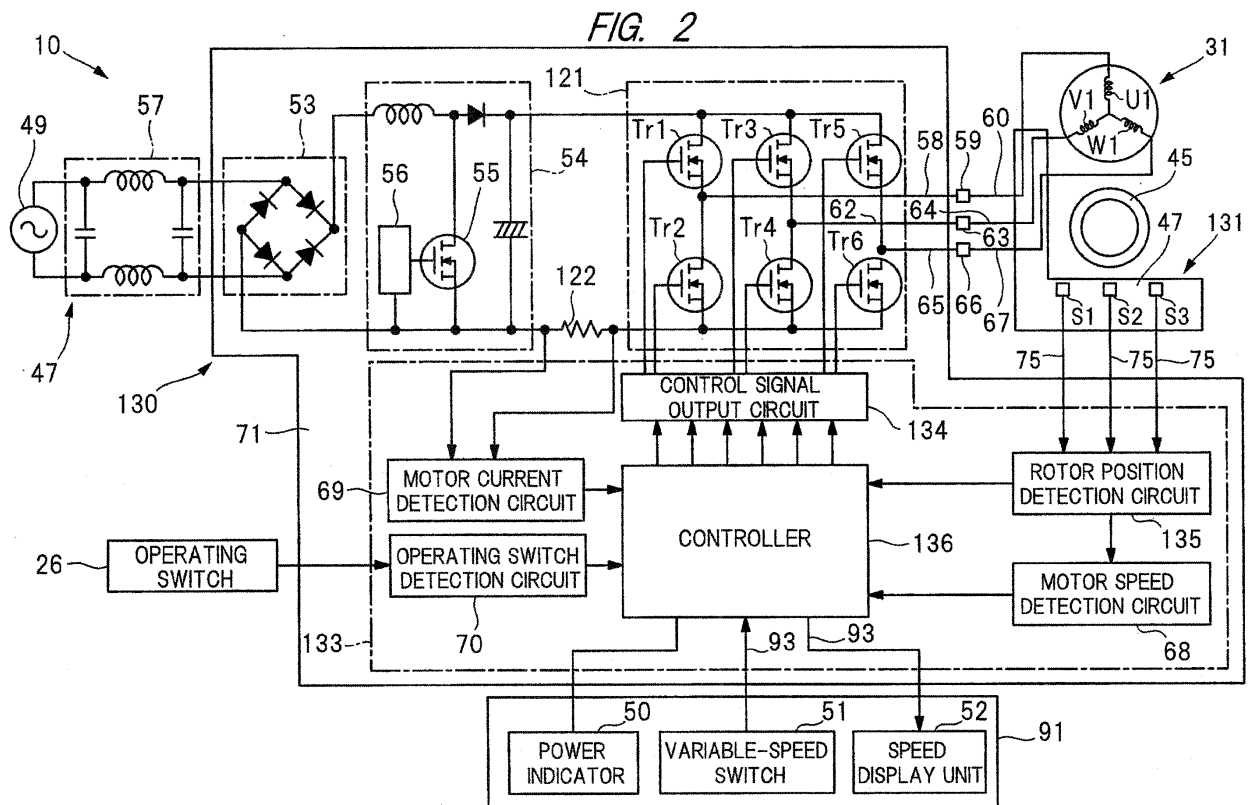 FIG. 2
10
57
53
121
31
49
56
55
54
Tr1
Tr3
Tr5
58
59
60
V1
U1
W1
45
47
131
Tr2
Tr4
Tr6
62
64
63
65
66
67
122
S1
S2
S3
47
130
75
75
75
71
CONTROL SIGNAL
OUTPUT CIRCUIT
134
69
MOTOR CURRENT
DETECTION CIRCUIT
ROTOR POSITION
DETECTION CIRCUIT
135
CONTROLLER
136
26
OPERATING
SWITCH
OPERATING SWITCH
DETECTION CIRCUIT
70
MOTOR SPEED
DETECTION CIRCUIT
68
133
93
93
50
51
52
91
POWER
INDICATOR
VARIABLE-SPEED
SWITCH
SPEED
DISPLAY UNIT